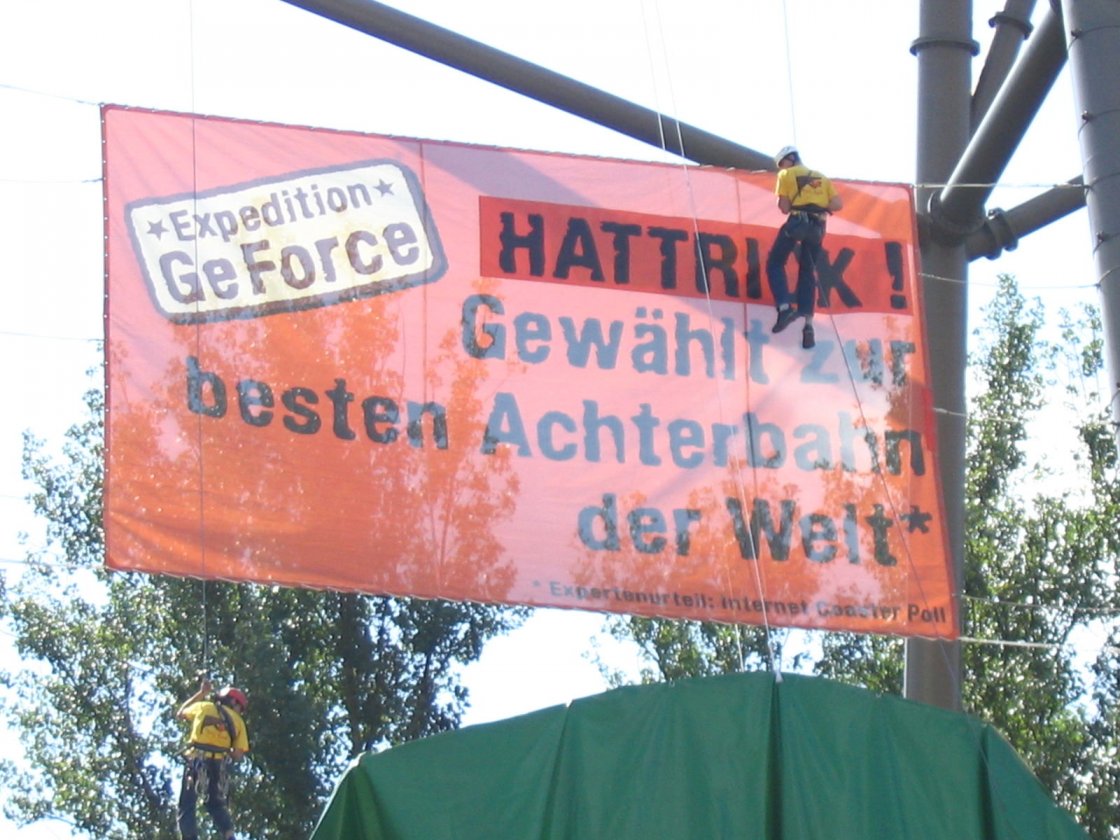 Expedition
GeForce
HATTRICK !
Gewählt zur
besten Achterbahn
der Welt*
* Expertenurteil: Internet Coaster Poll